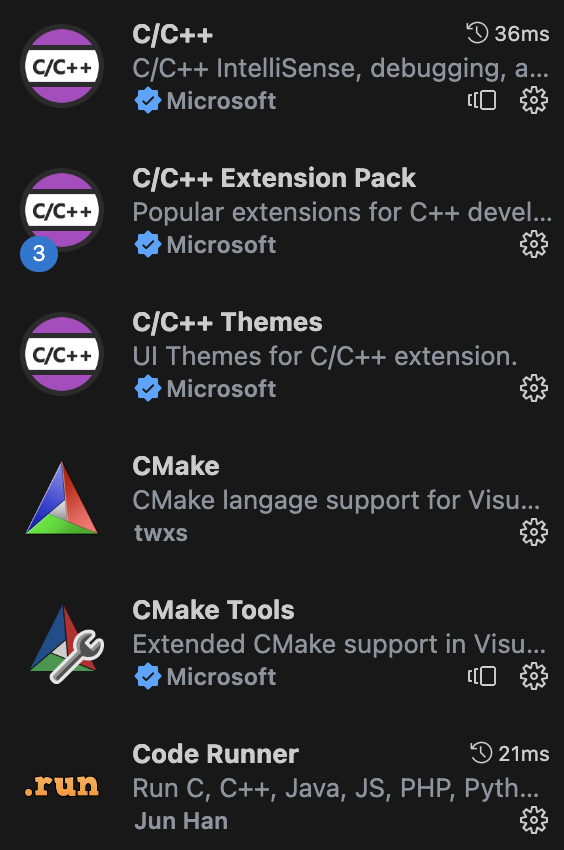 C/C++
36ms
C/C++
C/C++ IntelliSense, debugging, a...
Microsoft
C/C++ Extension Pack
C/C++
Popular extensions for C++ devel...
3
Microsoft
C/C++ Themes
C/C++
UI Themes for C/C++ extension.
Microsoft
CMake
CMake langage support for Visu...
twxs
CMake Tools
Extended CMake support in Visu...
Microsoft
Code Runner
21ms
.run
Run C, C++, Java, JS, PHP, Pyth...
Jun Han